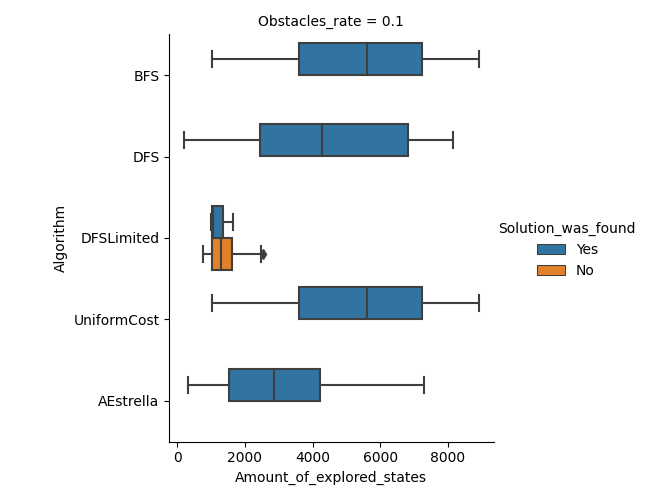 Obstacles_rate = 0.1
BFS
DFS
DFSLimited
UniformCost
AEstrella
Algorithm
0
2000
4000
6000
8000
Amount_of_explored_states
Solution_was_found
Yes
No